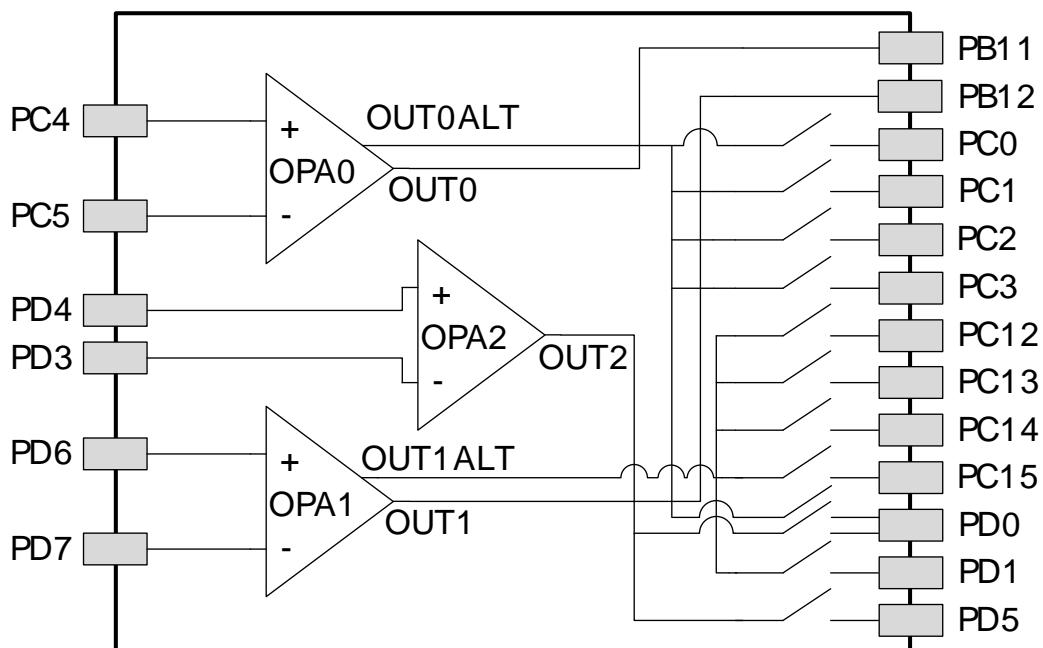 PB11
PB12
PC4
OUT0ALT
PC0
+
OPA0
OUT0
PC1
PC5
-
PC2
PC3
PD4
+
OPA2
OUT2
PC12
PD3
-
PC13
PC14
PD6
+
OUT1ALT
PC15
OPA1
OUT1
PD0
PD7
-
PD1
PD5